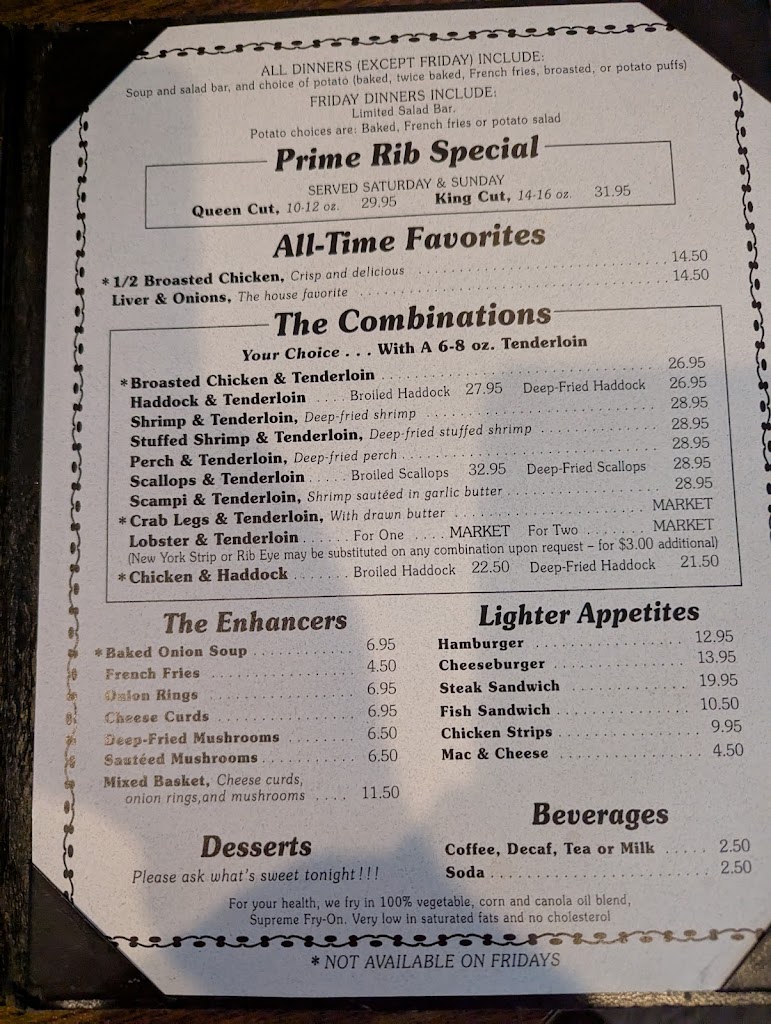 ALL DINNERS (EXCEPT FRIDAY) INCLUDE:
Soup and salad bar, and choice of potato (baked, twice baked, French fries, broasted, or potato puffs)
FRIDAY DINNERS INCLUDE:
Limited Salad Bar.
Potato choices are: Baked, French fries or potato salad
Prime Rib Special
SERVED SATURDAY & SUNDAY
Queen Cut, 10-12 oz. 29.95 King Cut, 14-16 oz. 31.95
All-Time Favorites
*1/2 Broasted Chicken, Crisp and delicious 14.50
Liver & Onions, The house favorite 14.50
The Combinations
Your Choice . . . With A 6-8 oz. Tenderloin
*Broasted Chicken & Tenderloin 26.95
Haddock & Tenderloin .... Broiled Haddock 27.95 Deep-Fried Haddock 26.95
Shrimp & Tenderloin, Deep-fried shrimp 28.95
Stuffed Shrimp & Tenderloin, Deep-fried stuffed shrimp 28.95
Perch & Tenderloin, Deep-fried perch 28.95
Scallops & Tenderloin ..... Broiled Scallops 32.95 Deep-Fried Scallops 28.95
Scampi & Tenderloin, Shrimp sautéed in garlic butter 28.95
*Crab Legs & Tenderloin, With drawn butter MARKET
Lobster & Tenderloin ...... For One .... MARKET For Two ....... MARKET
(New York Strip or Rib Eye may be substituted on any combination upon request – for $3.00 additional)
*Chicken & Haddock ....... Broiled Haddock 22.50 Deep-Fried Haddock 21.50
The Enhancers
*Baked Onion Soup 6.95
French Fries 4.50
Onion Rings 6.95
Cheese Curds 6.95
Deep-Fried Mushrooms 6.50
Sautéed Mushrooms 6.50
Mixed Basket, Cheese curds,
onion rings,and mushrooms .... 11.50
Desserts
Please ask what's sweet tonight!!!
Lighter Appetites
Hamburger 12.95
Cheeseburger 13.95
Steak Sandwich 19.95
Fish Sandwich 10.50
Chicken Strips 9.95
Mac & Cheese 4.50
Beverages
Coffee, Decaf, Tea or Milk ..... 2.50
Soda 2.50
For your health, we fry in 100% vegetable, corn and canola oil blend,
Supreme Fry-On. Very low in saturated fats and no cholesterol
* NOT AVAILABLE ON FRIDAYS